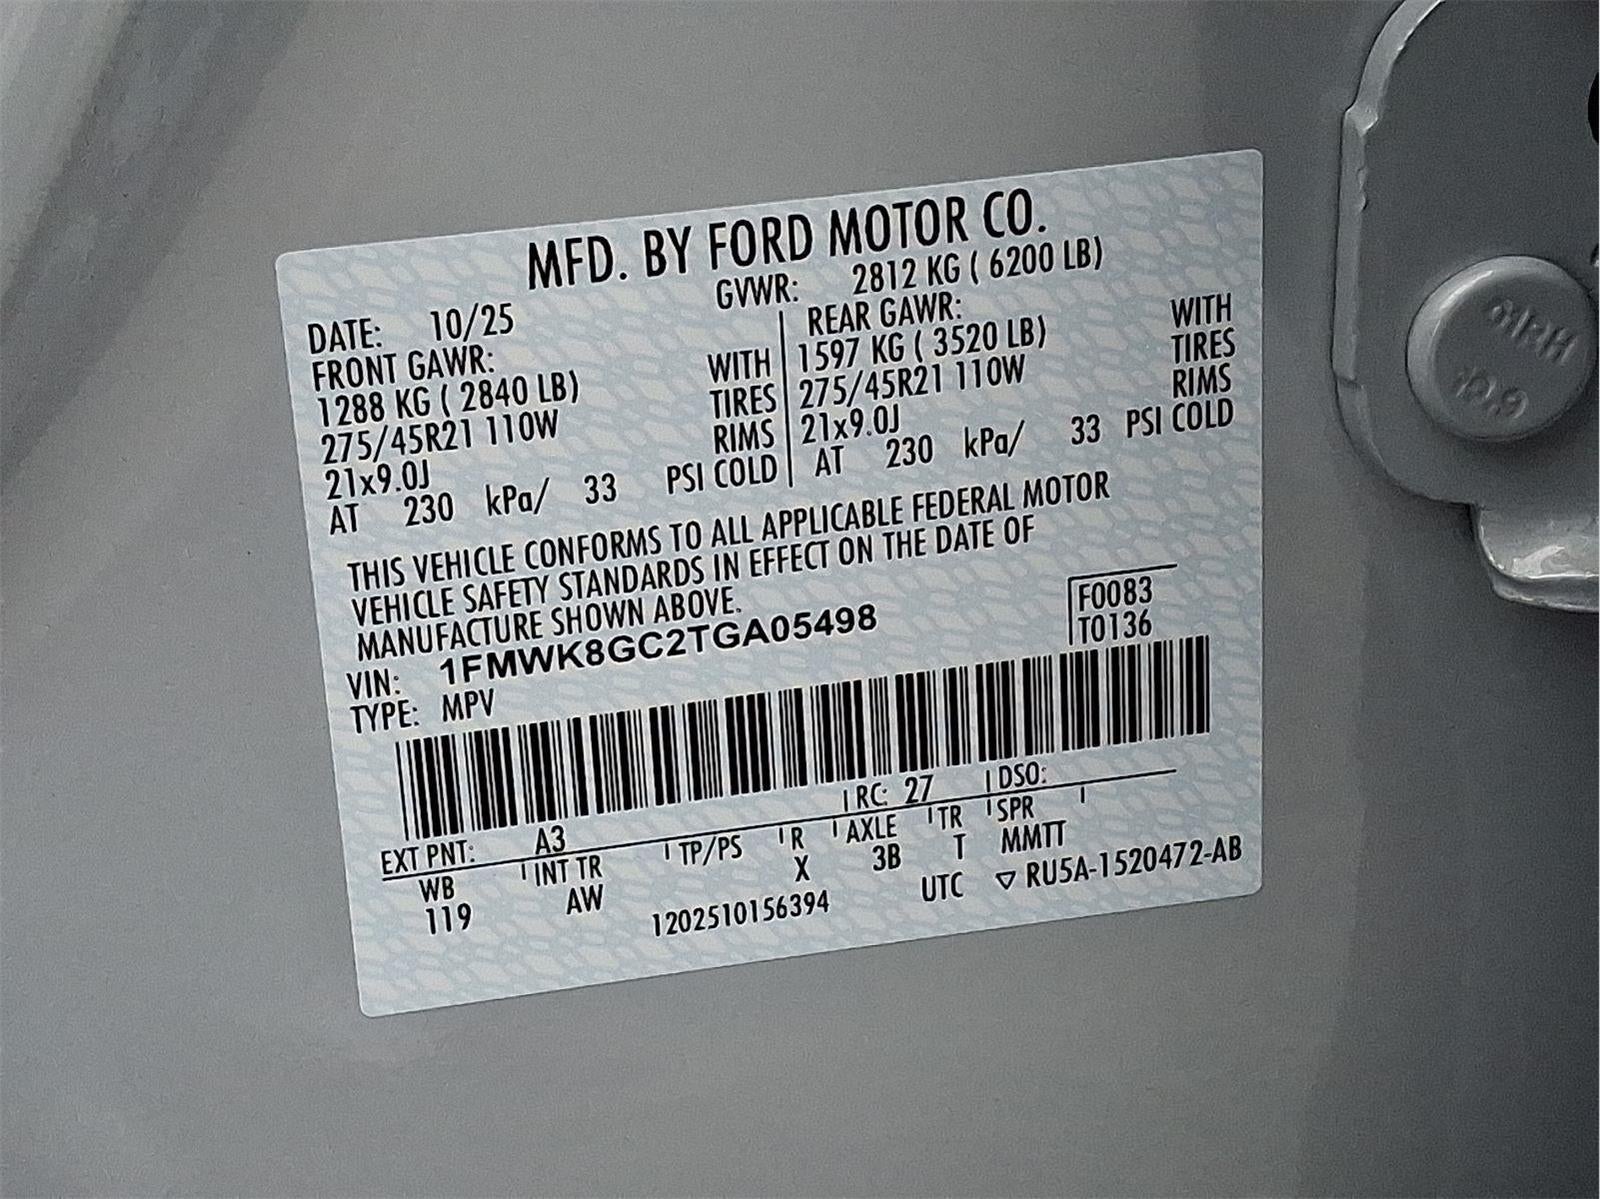 MFD. BY FORD MOTOR CO.
DATE: 10/25 GVWR: 2812 KG ( 6200 LB)
FRONT GAWR: REAR GAWR:
1288 KG ( 2840 LB) WITH 1597 KG ( 3520 LB) WITH
275/45R21 110W TIRES 275/45R21 110W TIRES
21x9.0J RIMS 21x9.0J RIMS
AT 230 kPa/ 33 PSI COLD AT 230 kPa/ 33 PSI COLD
THIS VEHICLE CONFORMS TO ALL APPLICABLE FEDERAL MOTOR
VEHICLE SAFETY STANDARDS IN EFFECT ON THE DATE OF
MANUFACTURE SHOWN ABOVE.
VIN: 1FMWK8GC2TGA05498 F0083
TYPE: MPV T0136
EXT PNT: A3 RC: 27 DSO:
WB INT TR TP/PS R AXLE TR SPR
119 AW X 3B T MMTT
1202510156394 UTC ▽ RU5A-1520472-AB
10.9